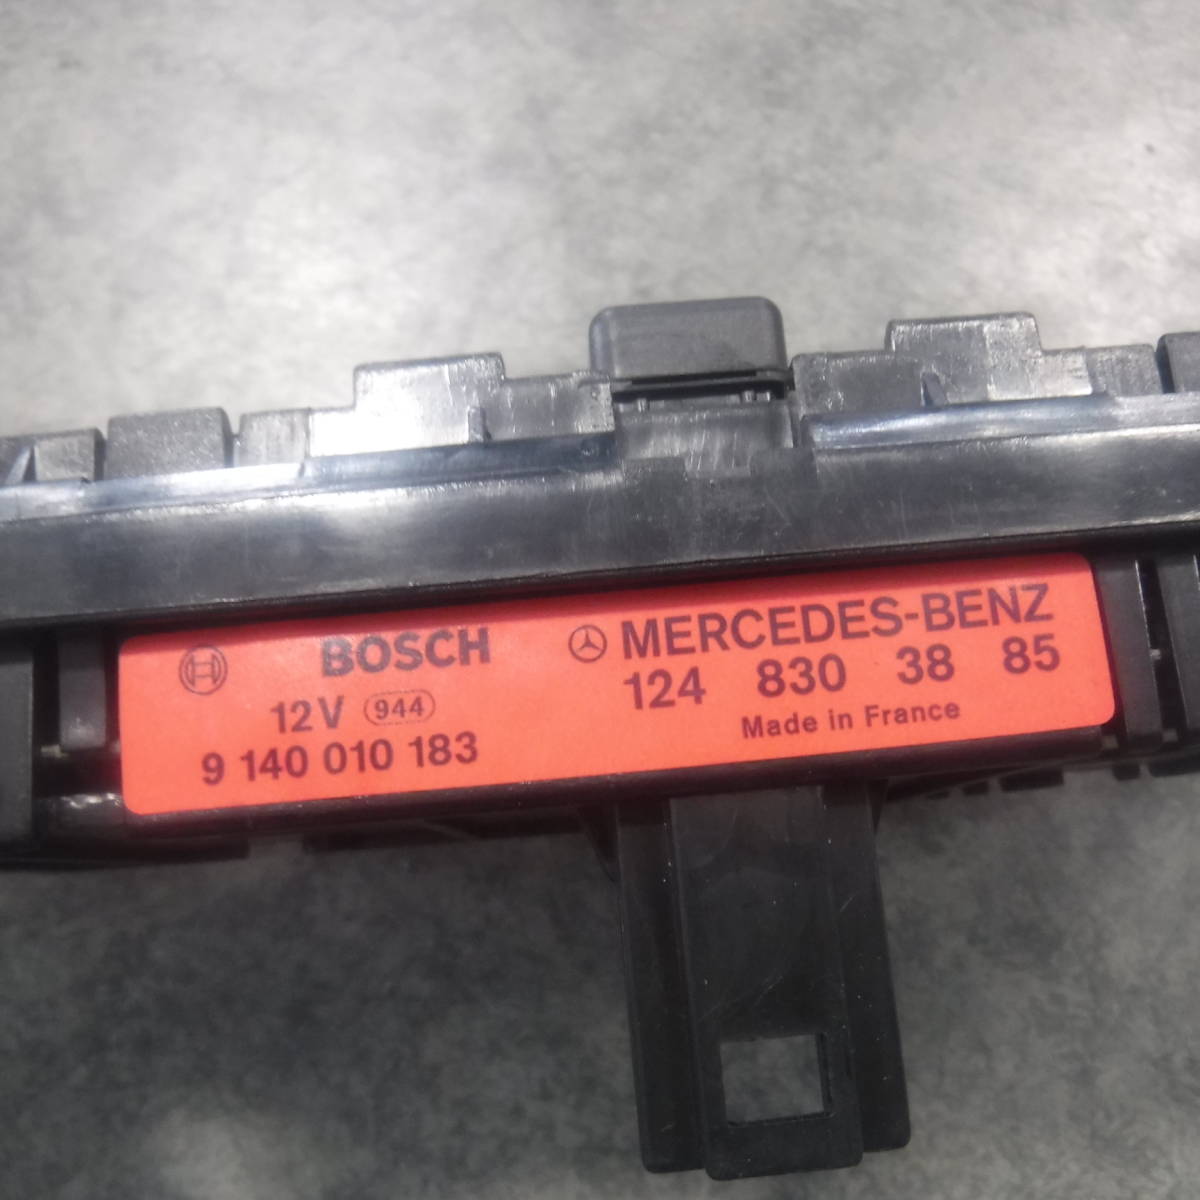 BOSCH
12V 944
9 140 010 183
MERCEDES-BENZ
124 830 38 85
Made in France